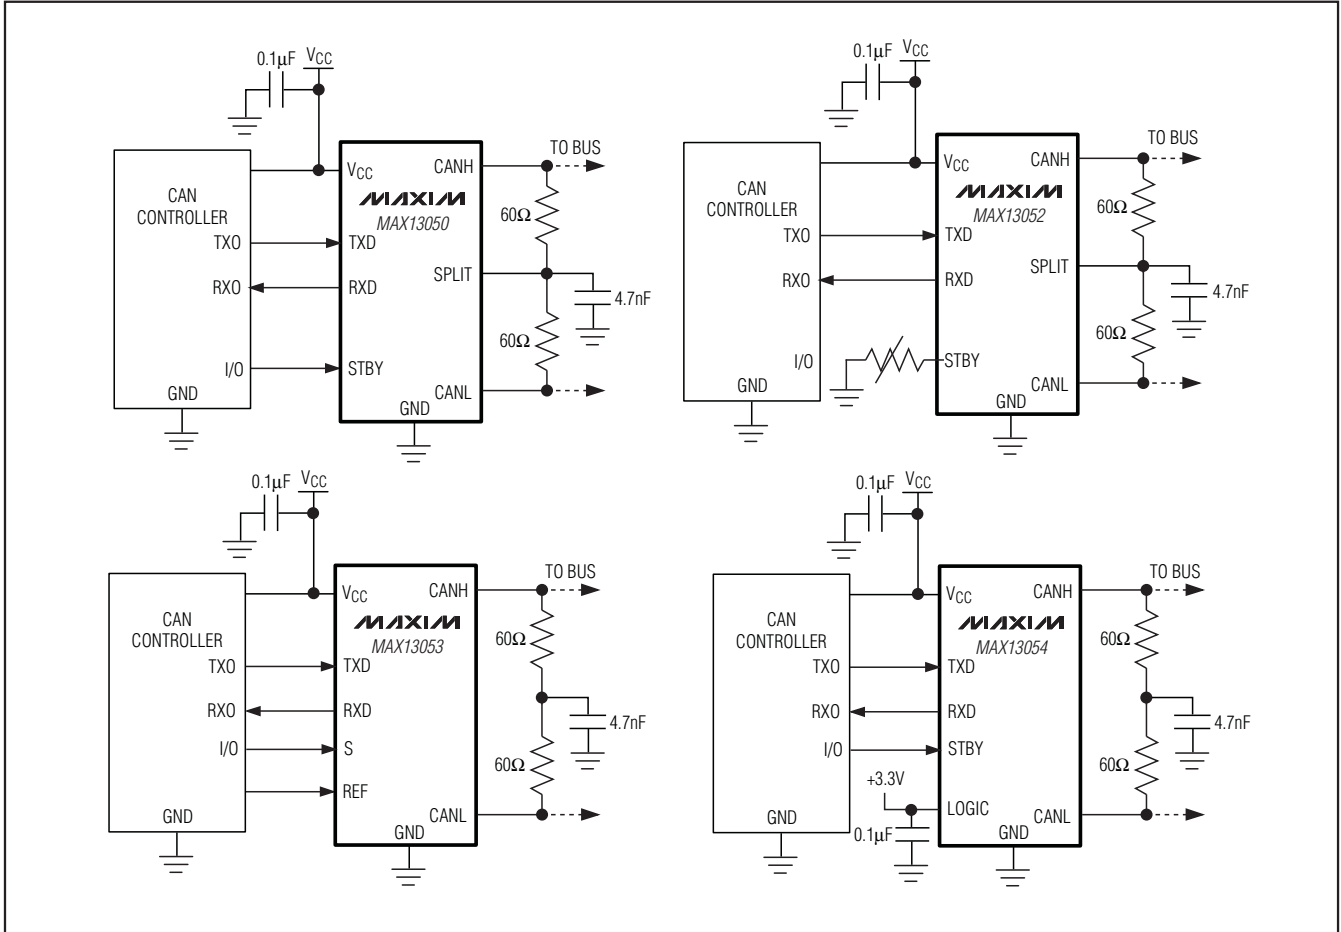 0.1μF
VCC
CAN
CONTROLLER
TXO
RXO
I/O
GND
VCC
CANH
MAXIM
MAX13050
TXD
SPLIT
RXD
STBY
CANL
GND
TO BUS
60Ω
4.7nF
60Ω
0.1μF
VCC
CAN
CONTROLLER
TXO
RXO
I/O
GND
VCC
CANH
MAXIM
MAX13052
TXD
SPLIT
RXD
STBY
CANL
GND
TO BUS
60Ω
4.7nF
60Ω
0.1μF
VCC
CAN
CONTROLLER
TXO
RXO
I/O
GND
VCC
CANH
MAXIM
MAX13053
TXD
RXD
S
REF
CANL
GND
TO BUS
60Ω
4.7nF
60Ω
0.1μF
VCC
CAN
CONTROLLER
TXO
RXO
I/O
GND
+3.3V
0.1μF
VCC
CANH
MAXIM
MAX13054
TXD
RXD
STBY
LOGIC
CANL
GND
TO BUS
60Ω
4.7nF
60Ω